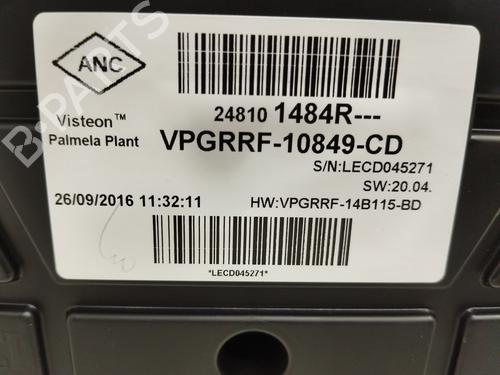 ANC
Visteon™
Palmela Plant
24810 1484R---
VPGRRF-10849-CD
S/N:LECD045271
SW:20.04.
26/09/2016 11:32:11
HW:VPGRRF-14B115-BD
*LECD045271*
B-PARTS